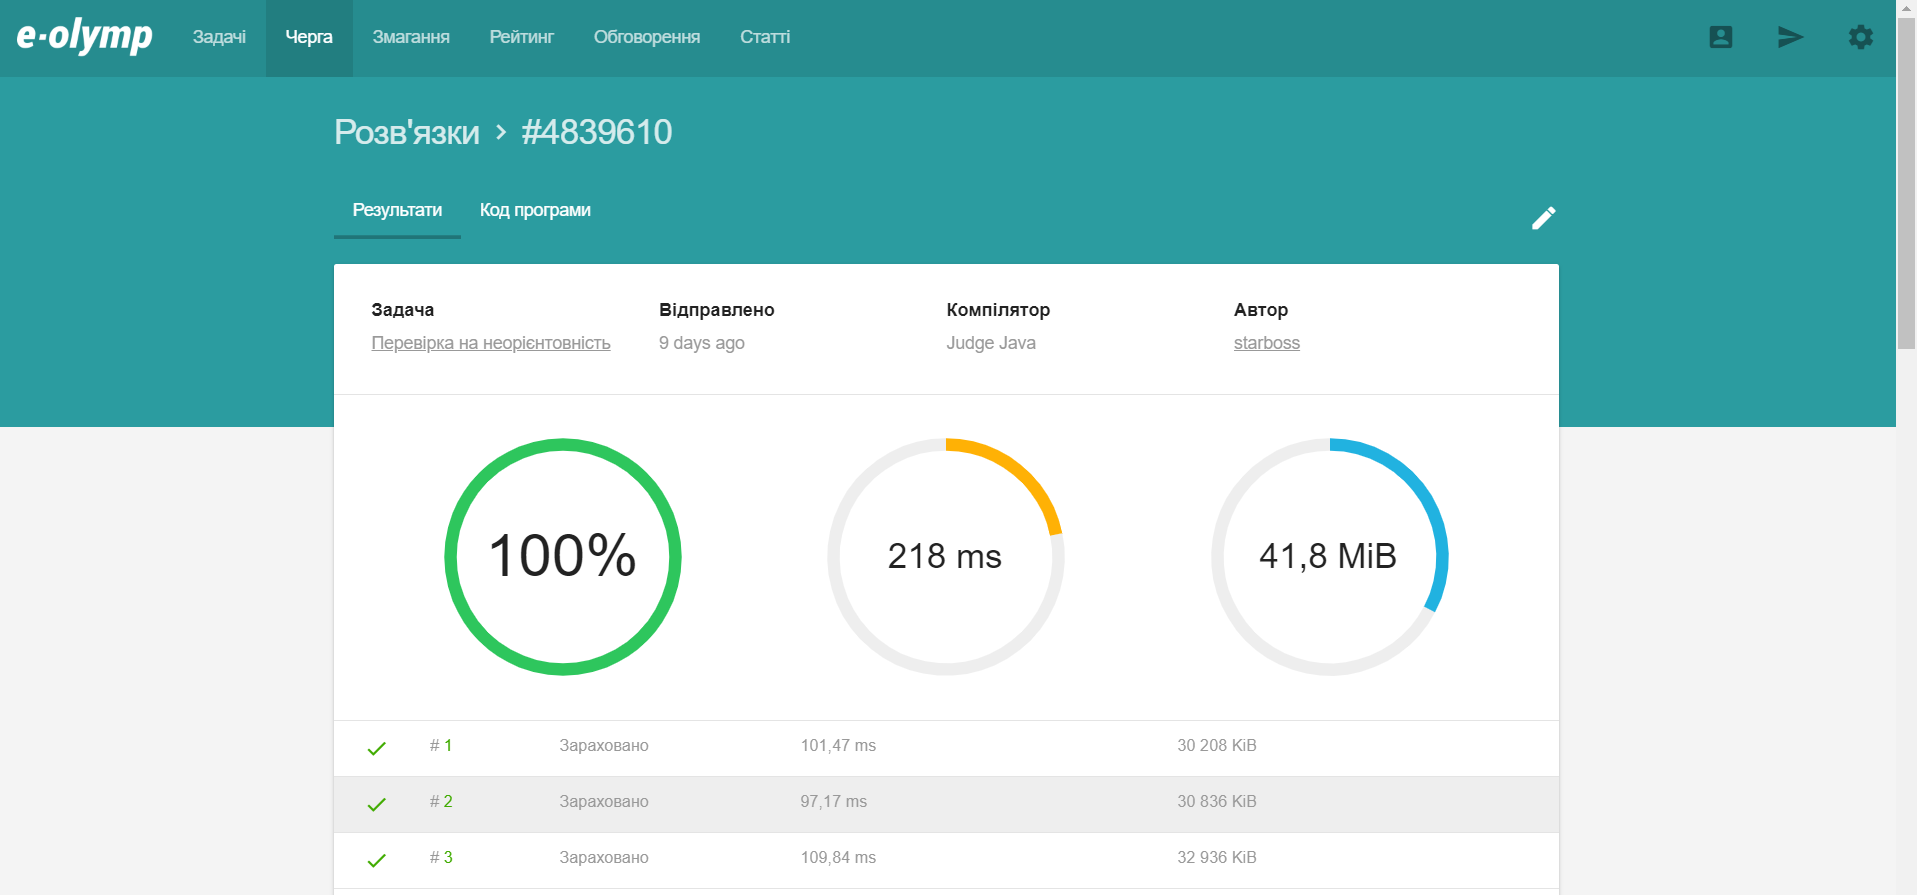 e-olymp Задачі Черга Змагання Рейтинг Обговорення Статті
Розв'язки > #4839610
Результати Код програми
Задача Відправлено Компілятор Автор
Перевірка на неорієнтовність 9 days ago Judge Java starboss
100% 218 ms 41,8 MiB
# 1 Зараховано 101,47 ms 30 208 KiB
# 2 Зараховано 97,17 ms 30 836 KiB
# 3 Зараховано 109,84 ms 32 936 KiB